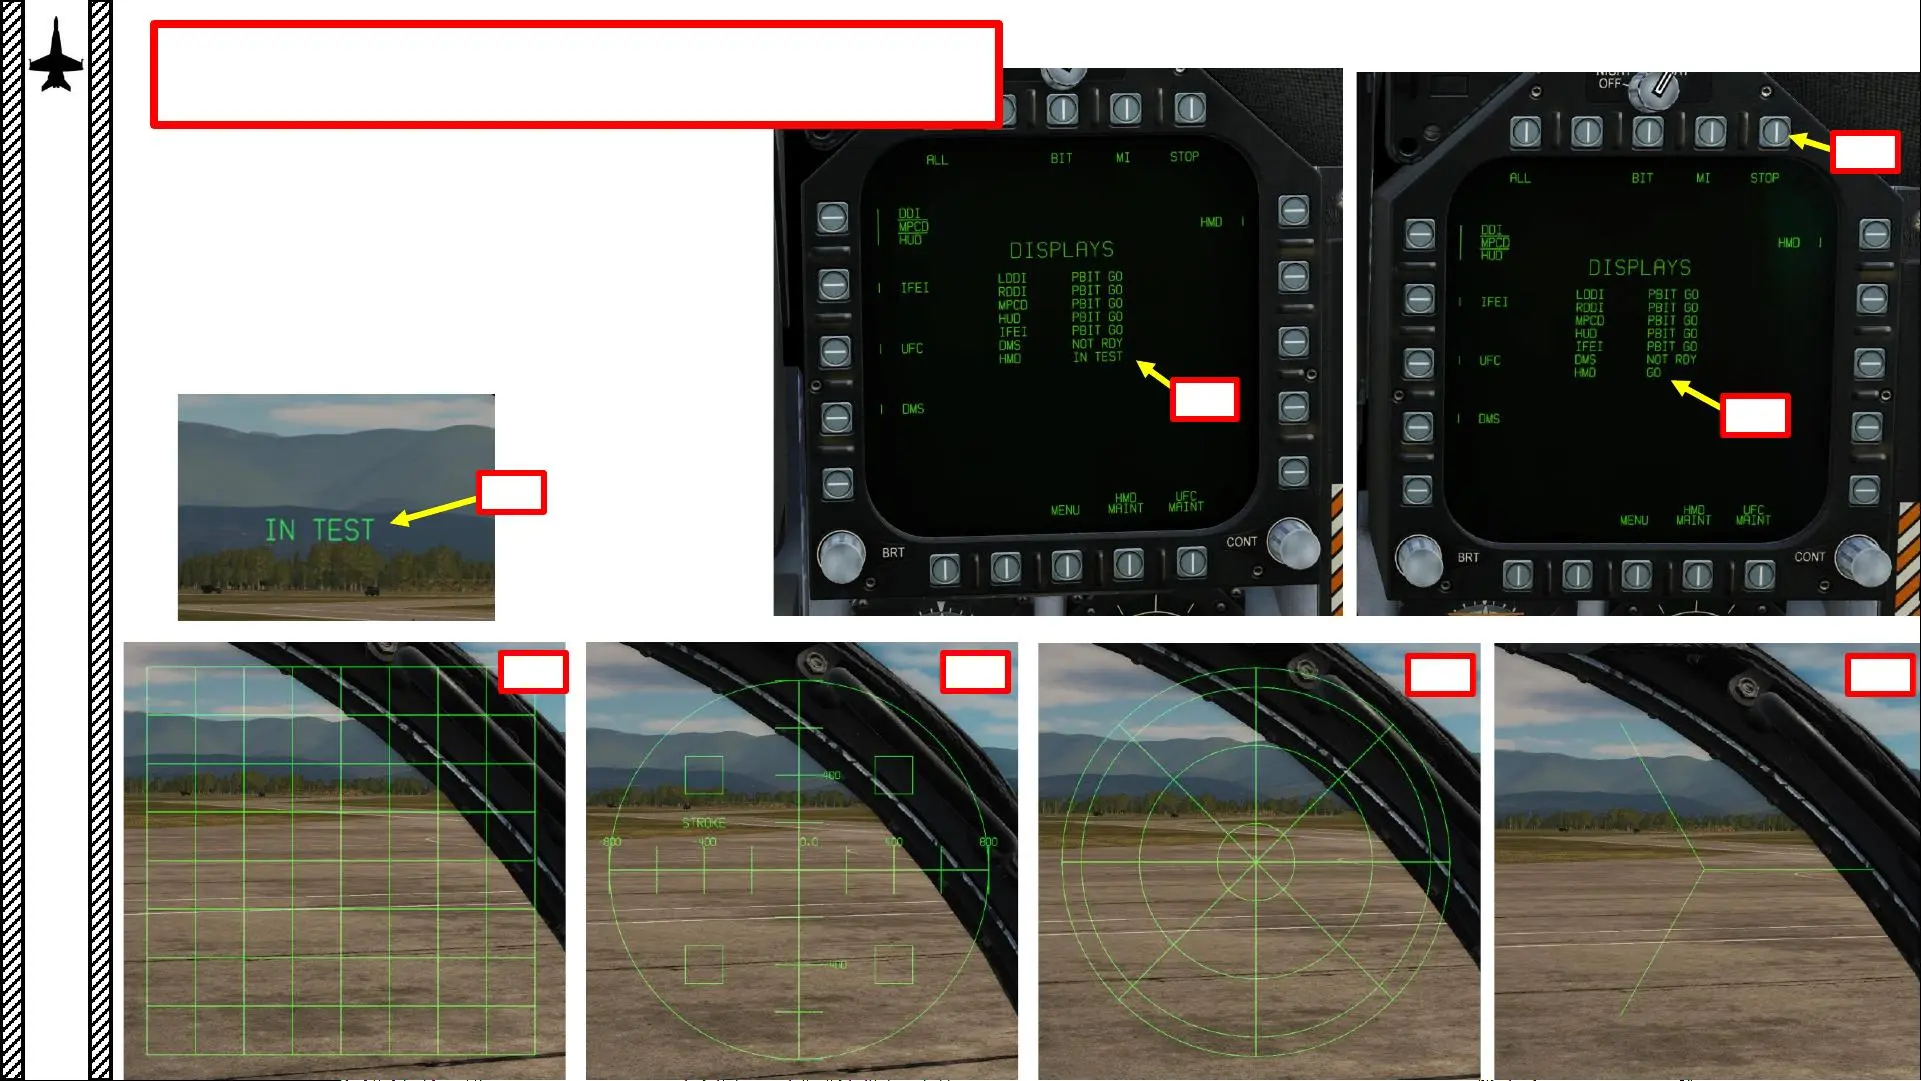 ALL BIT MI STOP
DDI
MPCD
HUD
HMD
DISPLAYS
LDDI PBIT GO
RDDI PBIT GO
MPCD PBIT GO
HUD PBIT GO
IFEI PBIT GO
DMS NOT RDY
HMD IN TEST
IFEI
UFC
DMS
MENU
HMD
MAINT
UFC
MAINT
BRT
CONT
OFF
ALL BIT MI STOP
DDI
MPCD
HUD
HMD
DISPLAYS
LDDI PBIT GO
RDDI PBIT GO
MPCD PBIT GO
HUD PBIT GO
IFEI PBIT GO
DMS NOT RDY
HMD GO
IFEI
UFC
DMS
MENU
HMD
MAINT
UFC
MAINT
BRT
CONT
IN TEST
400
STROKE
-800 -400 0.0 400 800
-400